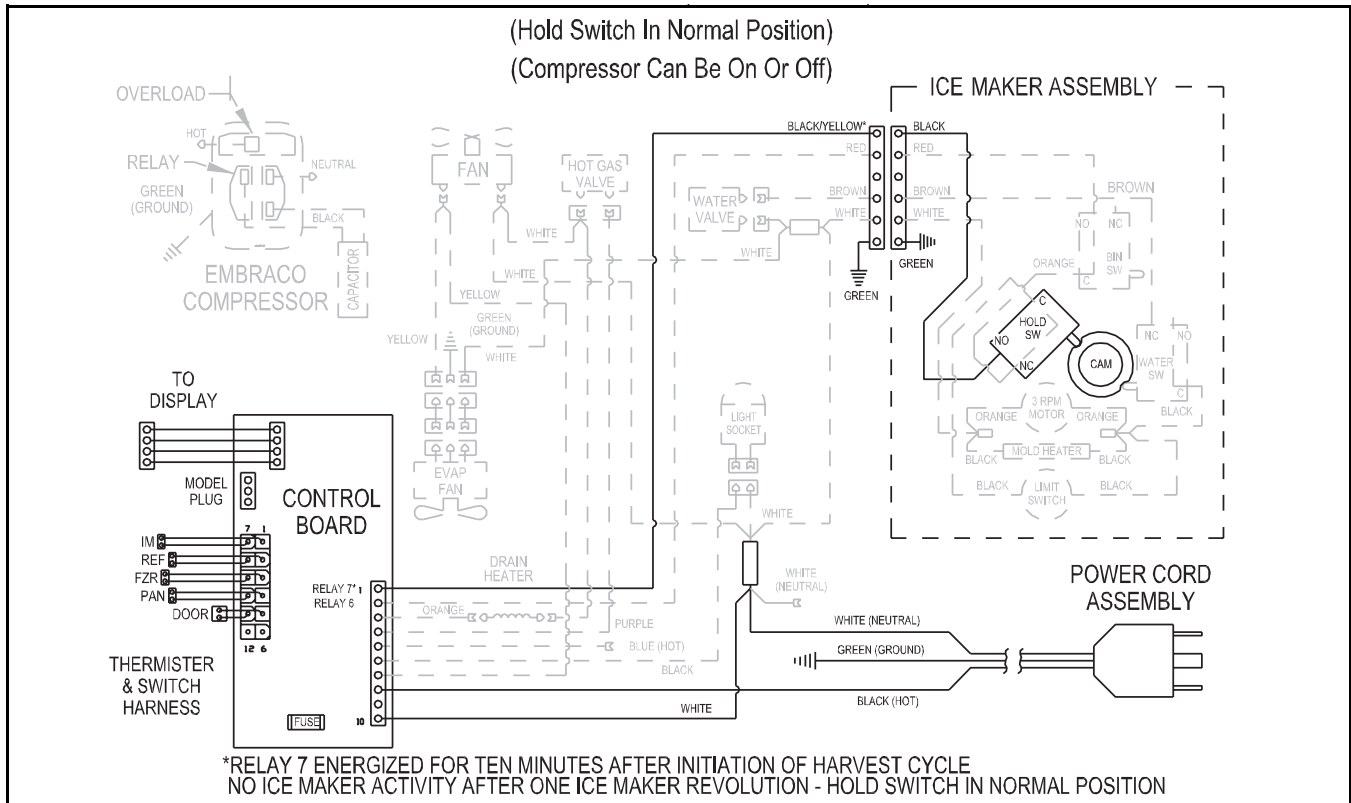 (Hold Switch In Normal Position)
(Compressor Can Be On Or Off)
ICE MAKER ASSEMBLY
OVERLOAD
HOT
RELAY
NEUTRAL
GREEN
(GROUND)
BLACK
CAPACITOR
EMBRACO
COMPRESSOR
FAN
HOT GAS
VALVE
WHITE
WHITE
YELLOW
GREEN
(GROUND)
YELLOW
WHITE
WATER
VALVE
WHITE
BLACK/YELLOW*
RED
BROWN
WHITE
GREEN
BLACK
RED
BROWN
WHITE
GREEN
BROWN
NO
NC
BIN
SW
C
ORANGE
C
HOLD
SW
NO
NC
CAM
NC
NO
WATER
SW
C
BLACK
3 RPM
MOTOR
ORANGE
ORANGE
MOLD HEATER
BLACK
BLACK
BLACK
LIMIT
SWITCH
BLACK
TO
DISPLAY
MODEL
PLUG
CONTROL
BOARD
7 1
IM
REF
FZR
PAN
DOOR
12 6
THERMISTER
& SWITCH
HARNESS
FUSE
RELAY 7* 1
RELAY 6
10
EVAP
FAN
LIGHT
SOCKET
WHITE
DRAIN
HEATER
ORANGE
PURPLE
BLUE (HOT)
BLACK
WHITE
(NEUTRAL)
WHITE (NEUTRAL)
GREEN (GROUND)
BLACK (HOT)
WHITE
POWER CORD
ASSEMBLY
*RELAY 7 ENERGIZED FOR TEN MINUTES AFTER INITIATION OF HARVEST CYCLE
NO ICE MAKER ACTIVITY AFTER ONE ICE MAKER REVOLUTION - HOLD SWITCH IN NORMAL POSITION